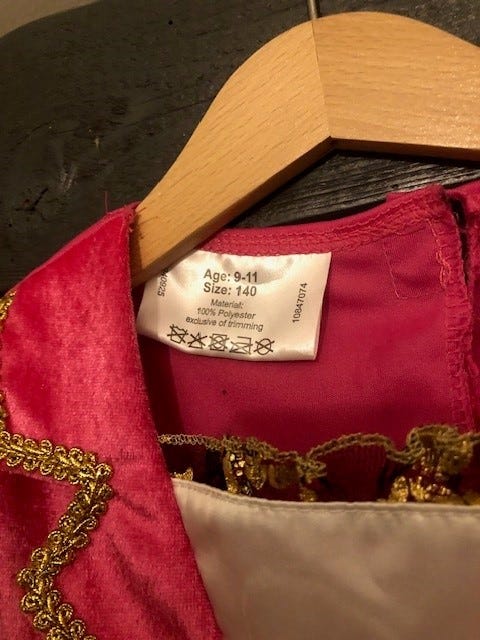 Age: 9-11
Size: 140
Material:
100% Polyester
exclusive of trimming
10847074